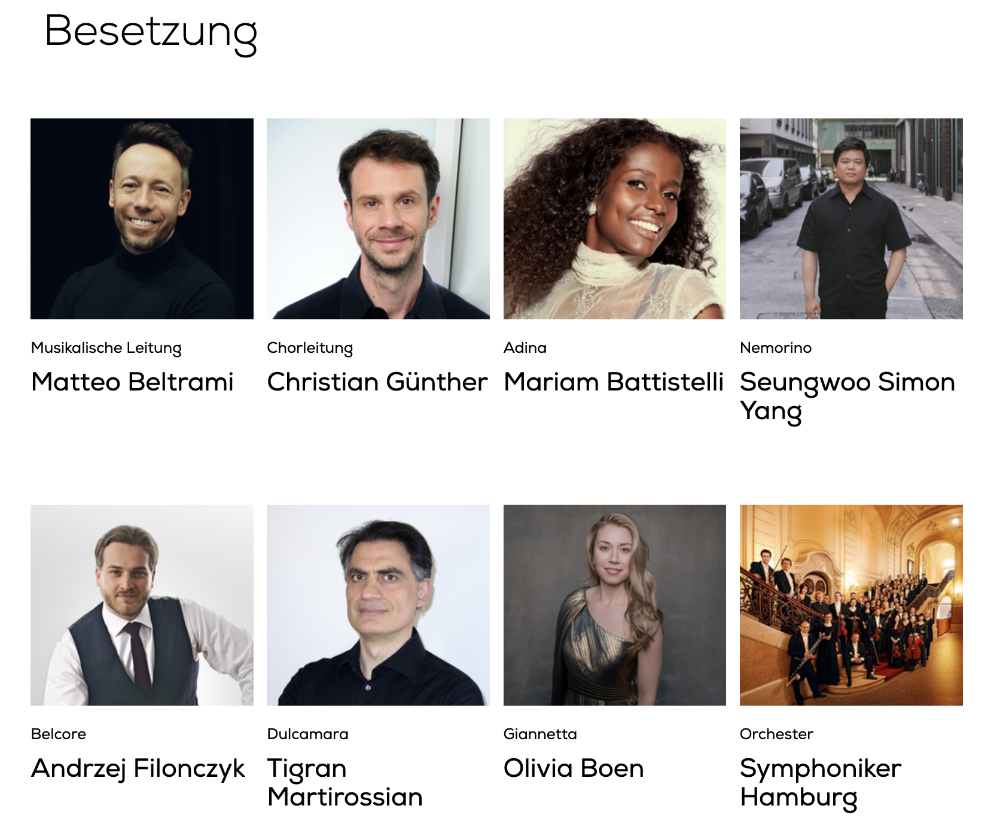 Besetzung
Musikalische Leitung
Matteo Beltrami
Chorleitung
Christian Günther
Adina
Mariam Battistelli
Nemorino
Seungwoo Simon
Yang
Belcore
Andrzej Filonczyk
Dulcamara
Tigran
Martirossian
Giannetta
Olivia Boen
Orchester
Symphoniker
Hamburg